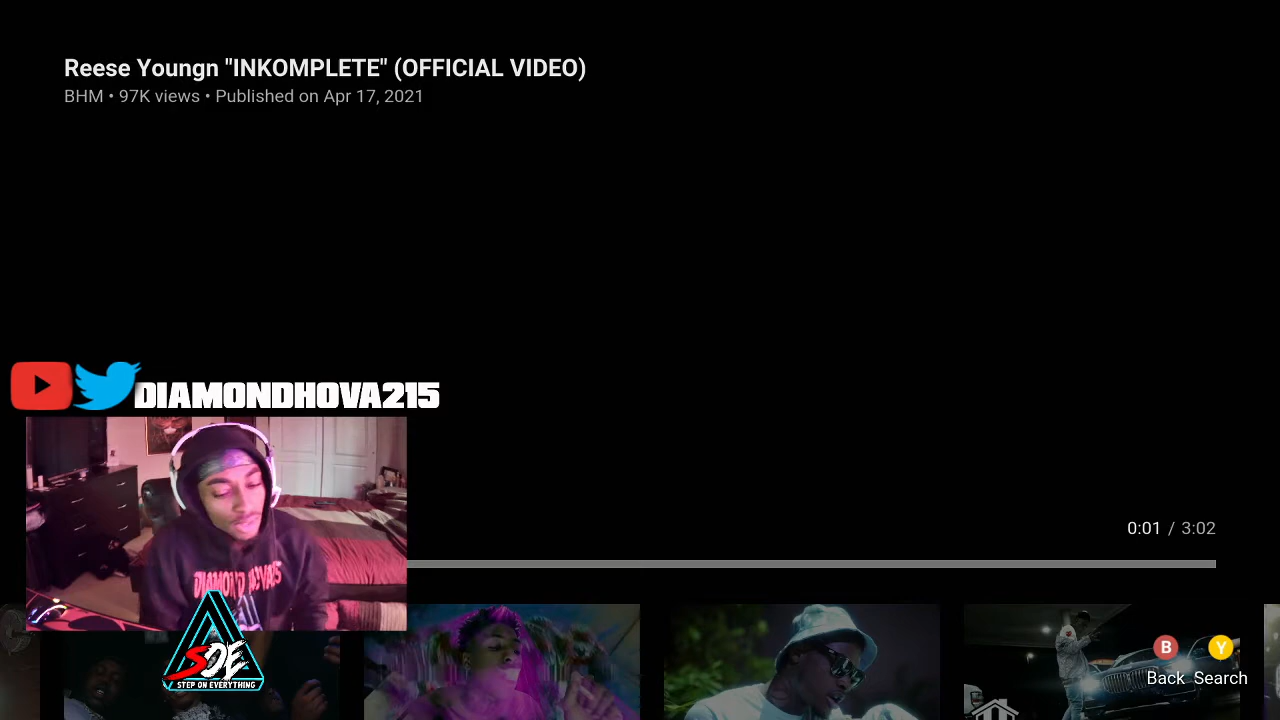 Reese Youngn "INKOMPLETE" (OFFICIAL VIDEO)
BHM • 97K views • Published on Apr 17, 2021
DIAMONDHOVA215
0:01 / 3:02
SOE
STEP ON EVERYTHING
B Y
Back Search